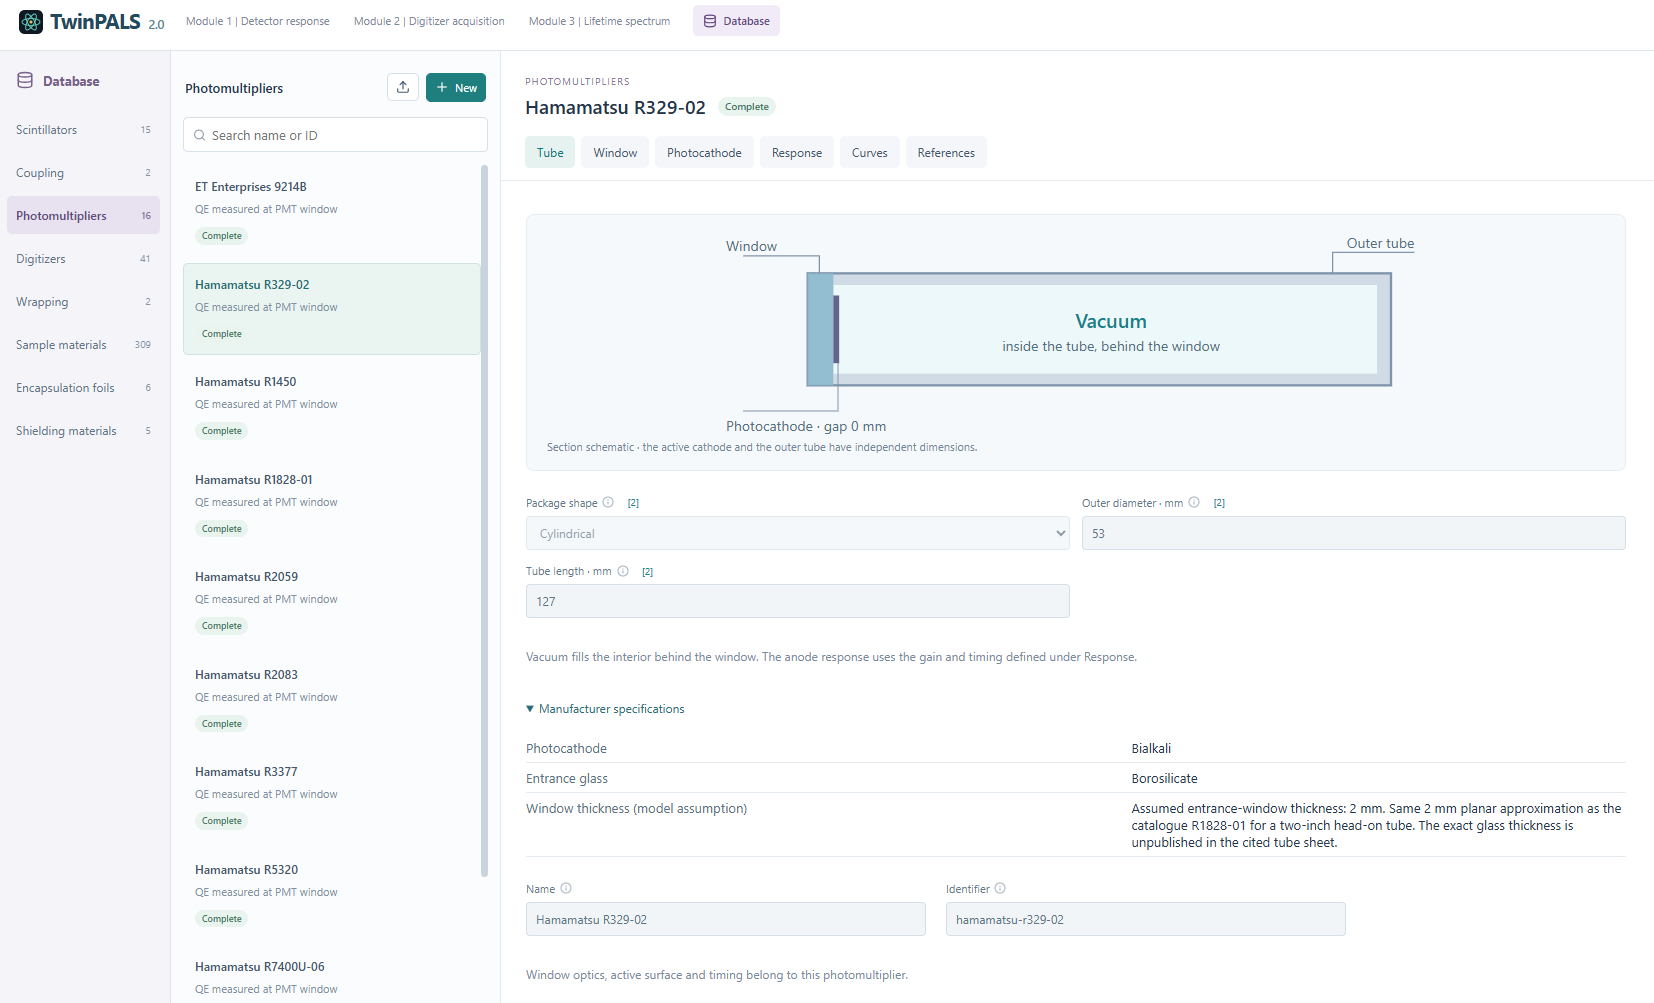 TwinPALS 2.0
Module 1 | Detector response
Module 2 | Digitizer acquisition
Module 3 | Lifetime spectrum
Database
Database
Scintillators 15
Coupling 2
Photomultipliers 16
Digitizers 41
Wrapping 2
Sample materials 309
Encapsulation foils 6
Shielding materials 5
Photomultipliers
New
Search name or ID
ET Enterprises 9214B
QE measured at PMT window
Complete
Hamamatsu R329-02
QE measured at PMT window
Complete
Hamamatsu R1450
QE measured at PMT window
Complete
Hamamatsu R1828-01
QE measured at PMT window
Complete
Hamamatsu R2059
QE measured at PMT window
Complete
Hamamatsu R2083
QE measured at PMT window
Complete
Hamamatsu R3377
QE measured at PMT window
Complete
Hamamatsu R5320
QE measured at PMT window
Complete
Hamamatsu R7400U-06
QE measured at PMT window
PHOTOMULTIPLIERS
Hamamatsu R329-02 Complete
Tube
Window
Photocathode
Response
Curves
References
Window
Outer tube
Vacuum
inside the tube, behind the window
Photocathode · gap 0 mm
Section schematic · the active cathode and the outer tube have independent dimensions.
Package shape [2]
Cylindrical
Outer diameter · mm [2]
53
Tube length · mm [2]
127
Vacuum fills the interior behind the window. The anode response uses the gain and timing defined under Response.
▼ Manufacturer specifications
Photocathode Bialkali
Entrance glass Borosilicate
Window thickness (model assumption) Assumed entrance-window thickness: 2 mm. Same 2 mm planar approximation as the
catalogue R1828-01 for a two-inch head-on tube. The exact glass thickness is
unpublished in the cited tube sheet.
Name
Hamamatsu R329-02
Identifier
hamamatsu-r329-02
Window optics, active surface and timing belong to this photomultiplier.